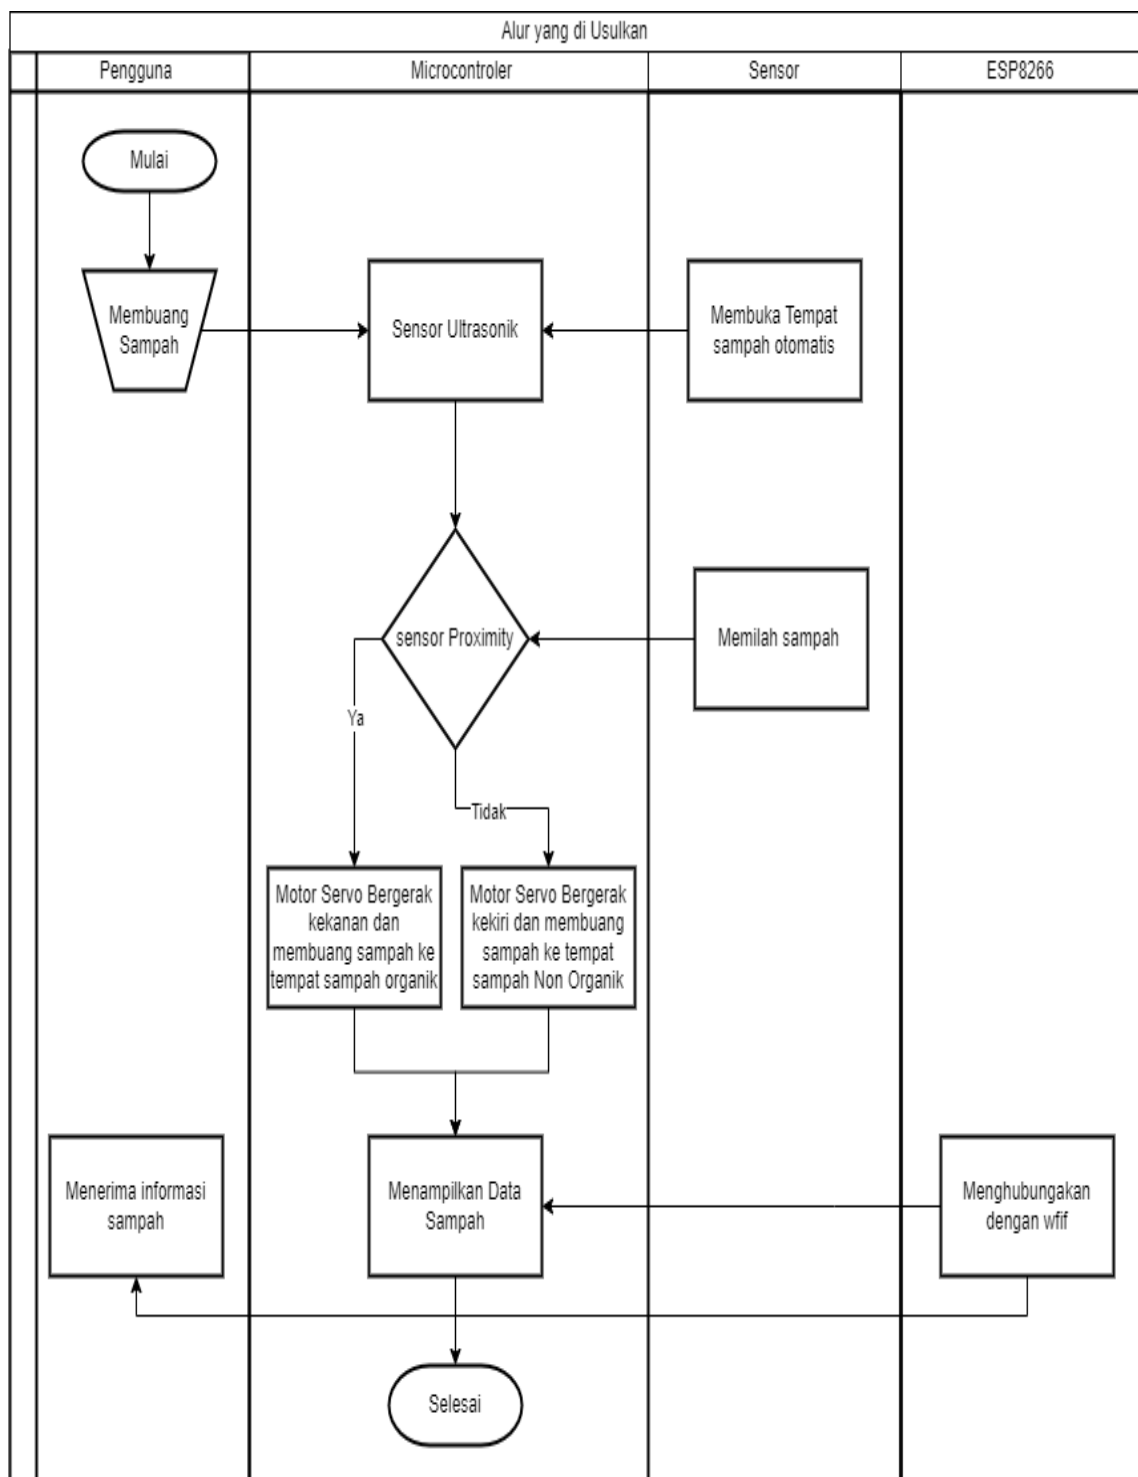 Alur yang di Usulkan
Pengguna
Microcontroler
Sensor
ESP8266
Mulai
Membuang
Sampah
Sensor Ultrasonik
Membuka Tempat
sampah otomatis
sensor Proximity
Memilah sampah
Ya
Tidak
Motor Servo Bergerak
kekanan dan
membuang sampah ke
tempat sampah organik
Motor Servo Bergerak
kekiri dan membuang
sampah ke tempat
sampah Non Organik
Menerima informasi
sampah
Menampilkan Data
Sampah
Menghubungakan
dengan wfif
Selesai